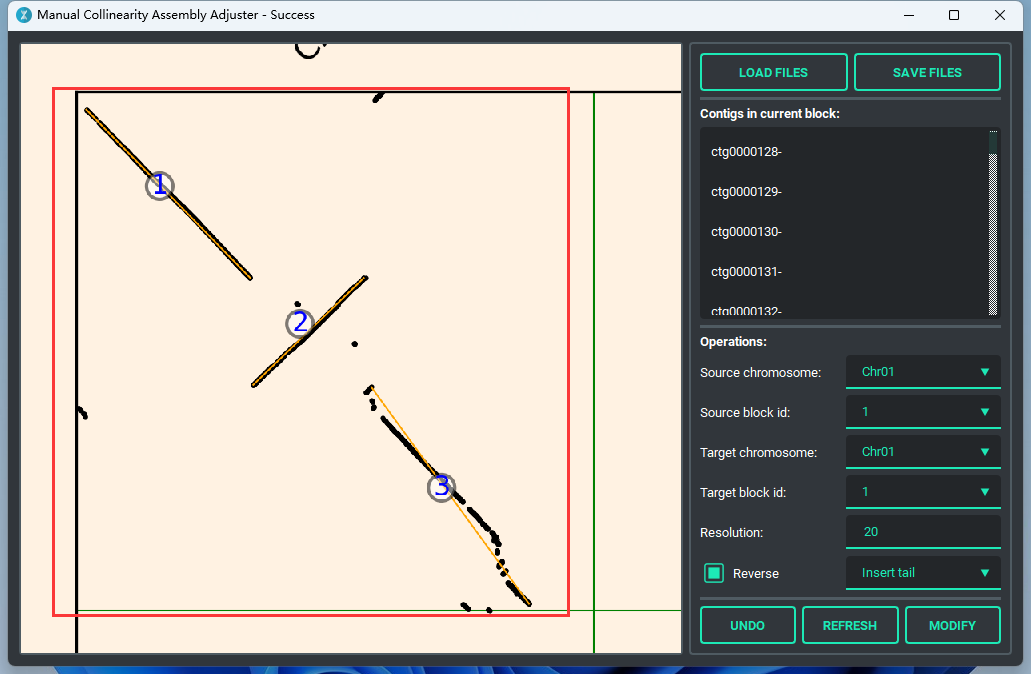 Manual Collinearity Assembly Adjuster - Success
1
2
3
LOAD FILES
SAVE FILES
Contigs in current block:
ctg0000128-
ctg0000129-
ctg0000130-
ctg0000131-
ctg0000132-
Operations:
Source chromosome: Chr01
Source block id: 1
Target chromosome: Chr01
Target block id: 1
Resolution: 20
Reverse Insert tail
UNDO REFRESH MODIFY